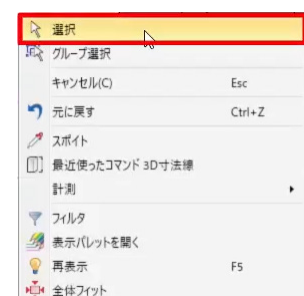 選択
グループ選択
キャンセル(C) Esc
元に戻す Ctrl+Z
スポイト
最近使ったコマンド 3D寸法線
計測
フィルタ
表示パレットを開く
再表示 F5
全体フィット